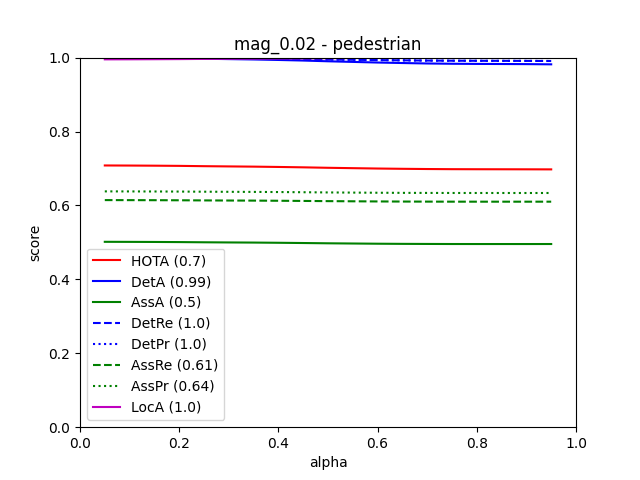 mag_0.02 - pedestrian
1.0
0.8
0.6
0.4
0.2
0.0
score
HOTA (0.7)
DetA (0.99)
AssA (0.5)
DetRe (1.0)
DetPr (1.0)
AssRe (0.61)
AssPr (0.64)
LocA (1.0)
0.0 0.2 0.4 0.6 0.8 1.0
alpha